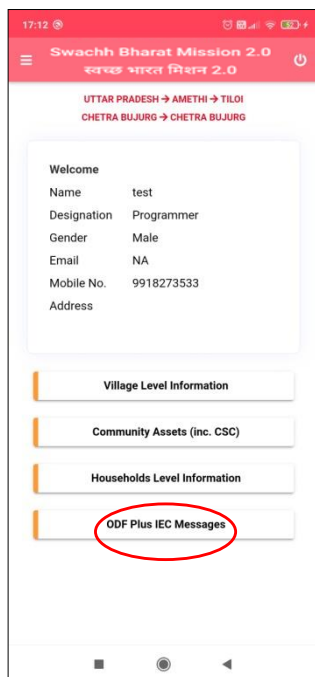 17:12
Swachh Bharat Mission 2.0
स्वच्छ भारत मिशन 2.0
UTTAR PRADESH → AMETHI → TILOI
CHETRA BUJURG → CHETRA BUJURG
Welcome
Name test
Designation Programmer
Gender Male
Email NA
Mobile No. 9918273533
Address
Village Level Information
Community Assets (inc. CSC)
Households Level Information
ODF Plus IEC Messages